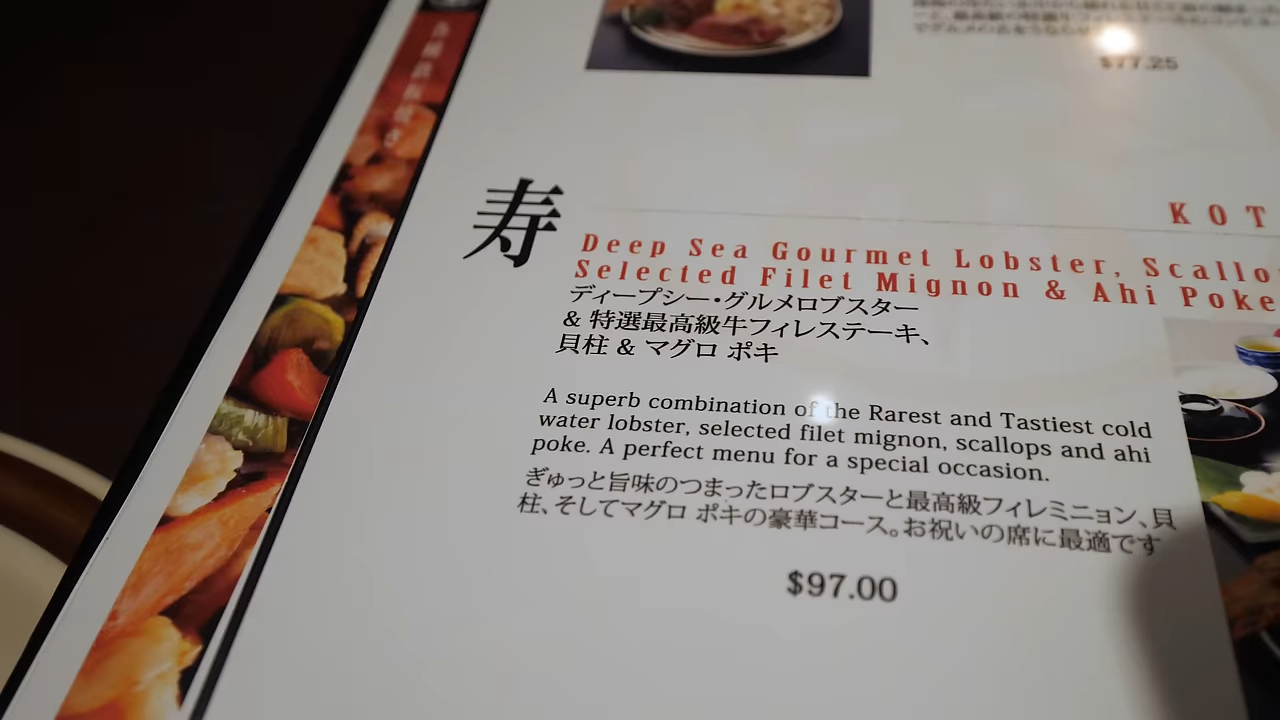 $77.25
寿
KOT
Deep Sea Gourmet Lobster, Scallo
Selected Filet Mignon & Ahi Poke
ディープシー・グルメロブスター
& 特選最高級牛フィレステーキ、
貝柱 & マグロ ポキ
A superb combination of the Rarest and Tastiest cold
water lobster, selected filet mignon, scallops and ahi
poke. A perfect menu for a special occasion.
ぎゅっと旨味のつまったロブスターと最高級フィレミニョン、貝
柱、そしてマグロ ポキの豪華コース。お祝いの席に最適です
$97.00